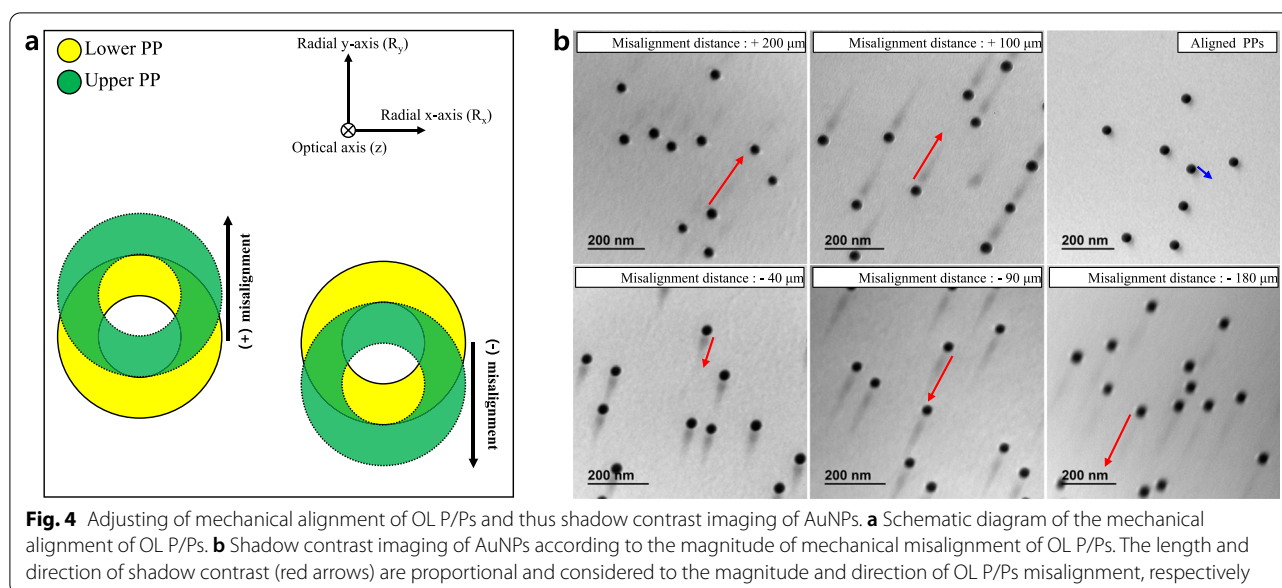 a
Lower PP
Upper PP
Radial y-axis (Ry)
Radial x-axis (Rx)
Optical axis (z)
(+) misalignment
(-) misalignment
b
Misalignment distance : + 200 μm
Misalignment distance : + 100 μm
Aligned PPs
200 nm
200 nm
200 nm
Misalignment distance : - 40 μm
Misalignment distance : - 90 μm
Misalignment distance : - 180 μm
200 nm
200 nm
200 nm
Fig. 4 Adjusting of mechanical alignment of OL P/Ps and thus shadow contrast imaging of AuNPs. a Schematic diagram of the mechanical
alignment of OL P/Ps. b Shadow contrast imaging of AuNPs according to the magnitude of mechanical misalignment of OL P/Ps. The length and
direction of shadow contrast (red arrows) are proportional and considered to the magnitude and direction of OL P/Ps misalignment, respectively